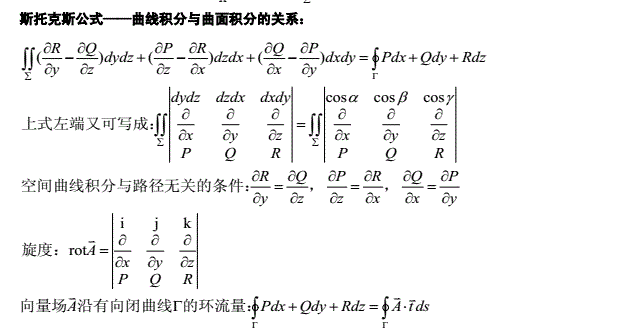 斯托克斯公式——曲线积分与曲面积分的关系：
∬_Σ (∂R/∂y − ∂Q/∂z)dydz + (∂P/∂z − ∂R/∂x)dzdx + (∂Q/∂x − ∂P/∂y)dxdy = ∮_Γ Pdx + Qdy + Rdz
上式左端又可写成：∬_Σ |dydz dzdx dxdy; ∂/∂x ∂/∂y ∂/∂z; P Q R| = ∬_Σ |cosα cosβ cosγ; ∂/∂x ∂/∂y ∂/∂z; P Q R|
空间曲线积分与路径无关的条件：∂R/∂y = ∂Q/∂z， ∂P/∂z = ∂R/∂x， ∂Q/∂x = ∂P/∂y
旋度：rotA⃗ = |i j k; ∂/∂x ∂/∂y ∂/∂z; P Q R|
向量场A⃗沿有向闭曲线Γ的环流量：∮_Γ Pdx + Qdy + Rdz = ∮_Γ A⃗·t⃗ds